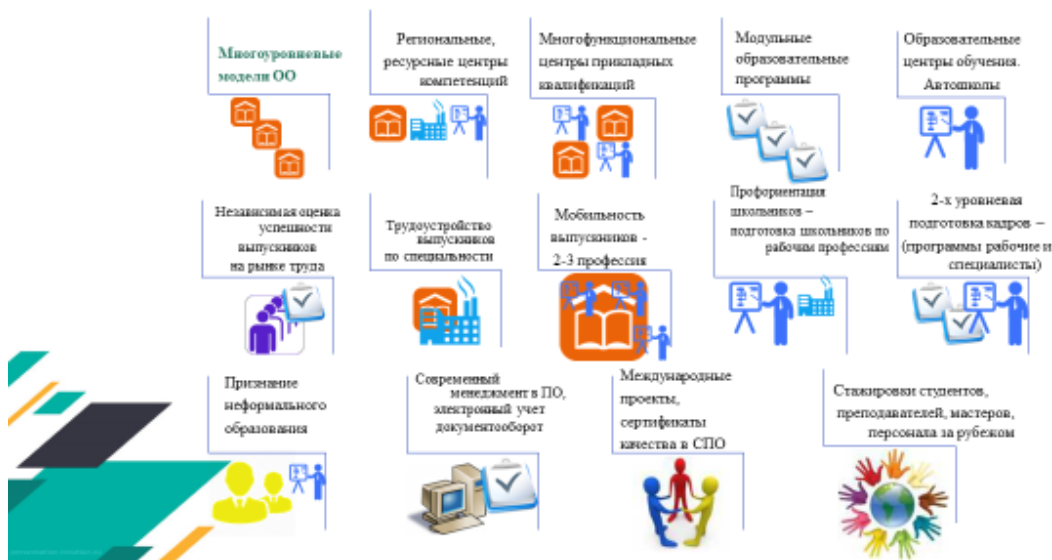 Многоуровневые
модели ОО
Региональные,
ресурсные центры
компетенций
Многофункциональные
центры прикладных
квалификаций
Модульные
образовательные
программы
Образовательные
центры обучения.
Автошколы
Независимая оценка
успешности
выпускников
на рынке труда
Трудоустройство
выпускников
по специальности
Мобильность
выпускников -
2-3 профессия
Профориентация
школьников –
подготовка школьников по
рабочим профессиям
2-х уровневая
подготовка кадров –
(программы рабочие и
специалисты)
Признание
неформального
образования
Современный
менеджмент в ПО,
электронный учет
документооборот
Международные
проекты,
сертификаты
качества в СПО
Стажировки студентов,
преподавателей, мастеров,
персонала за рубежом